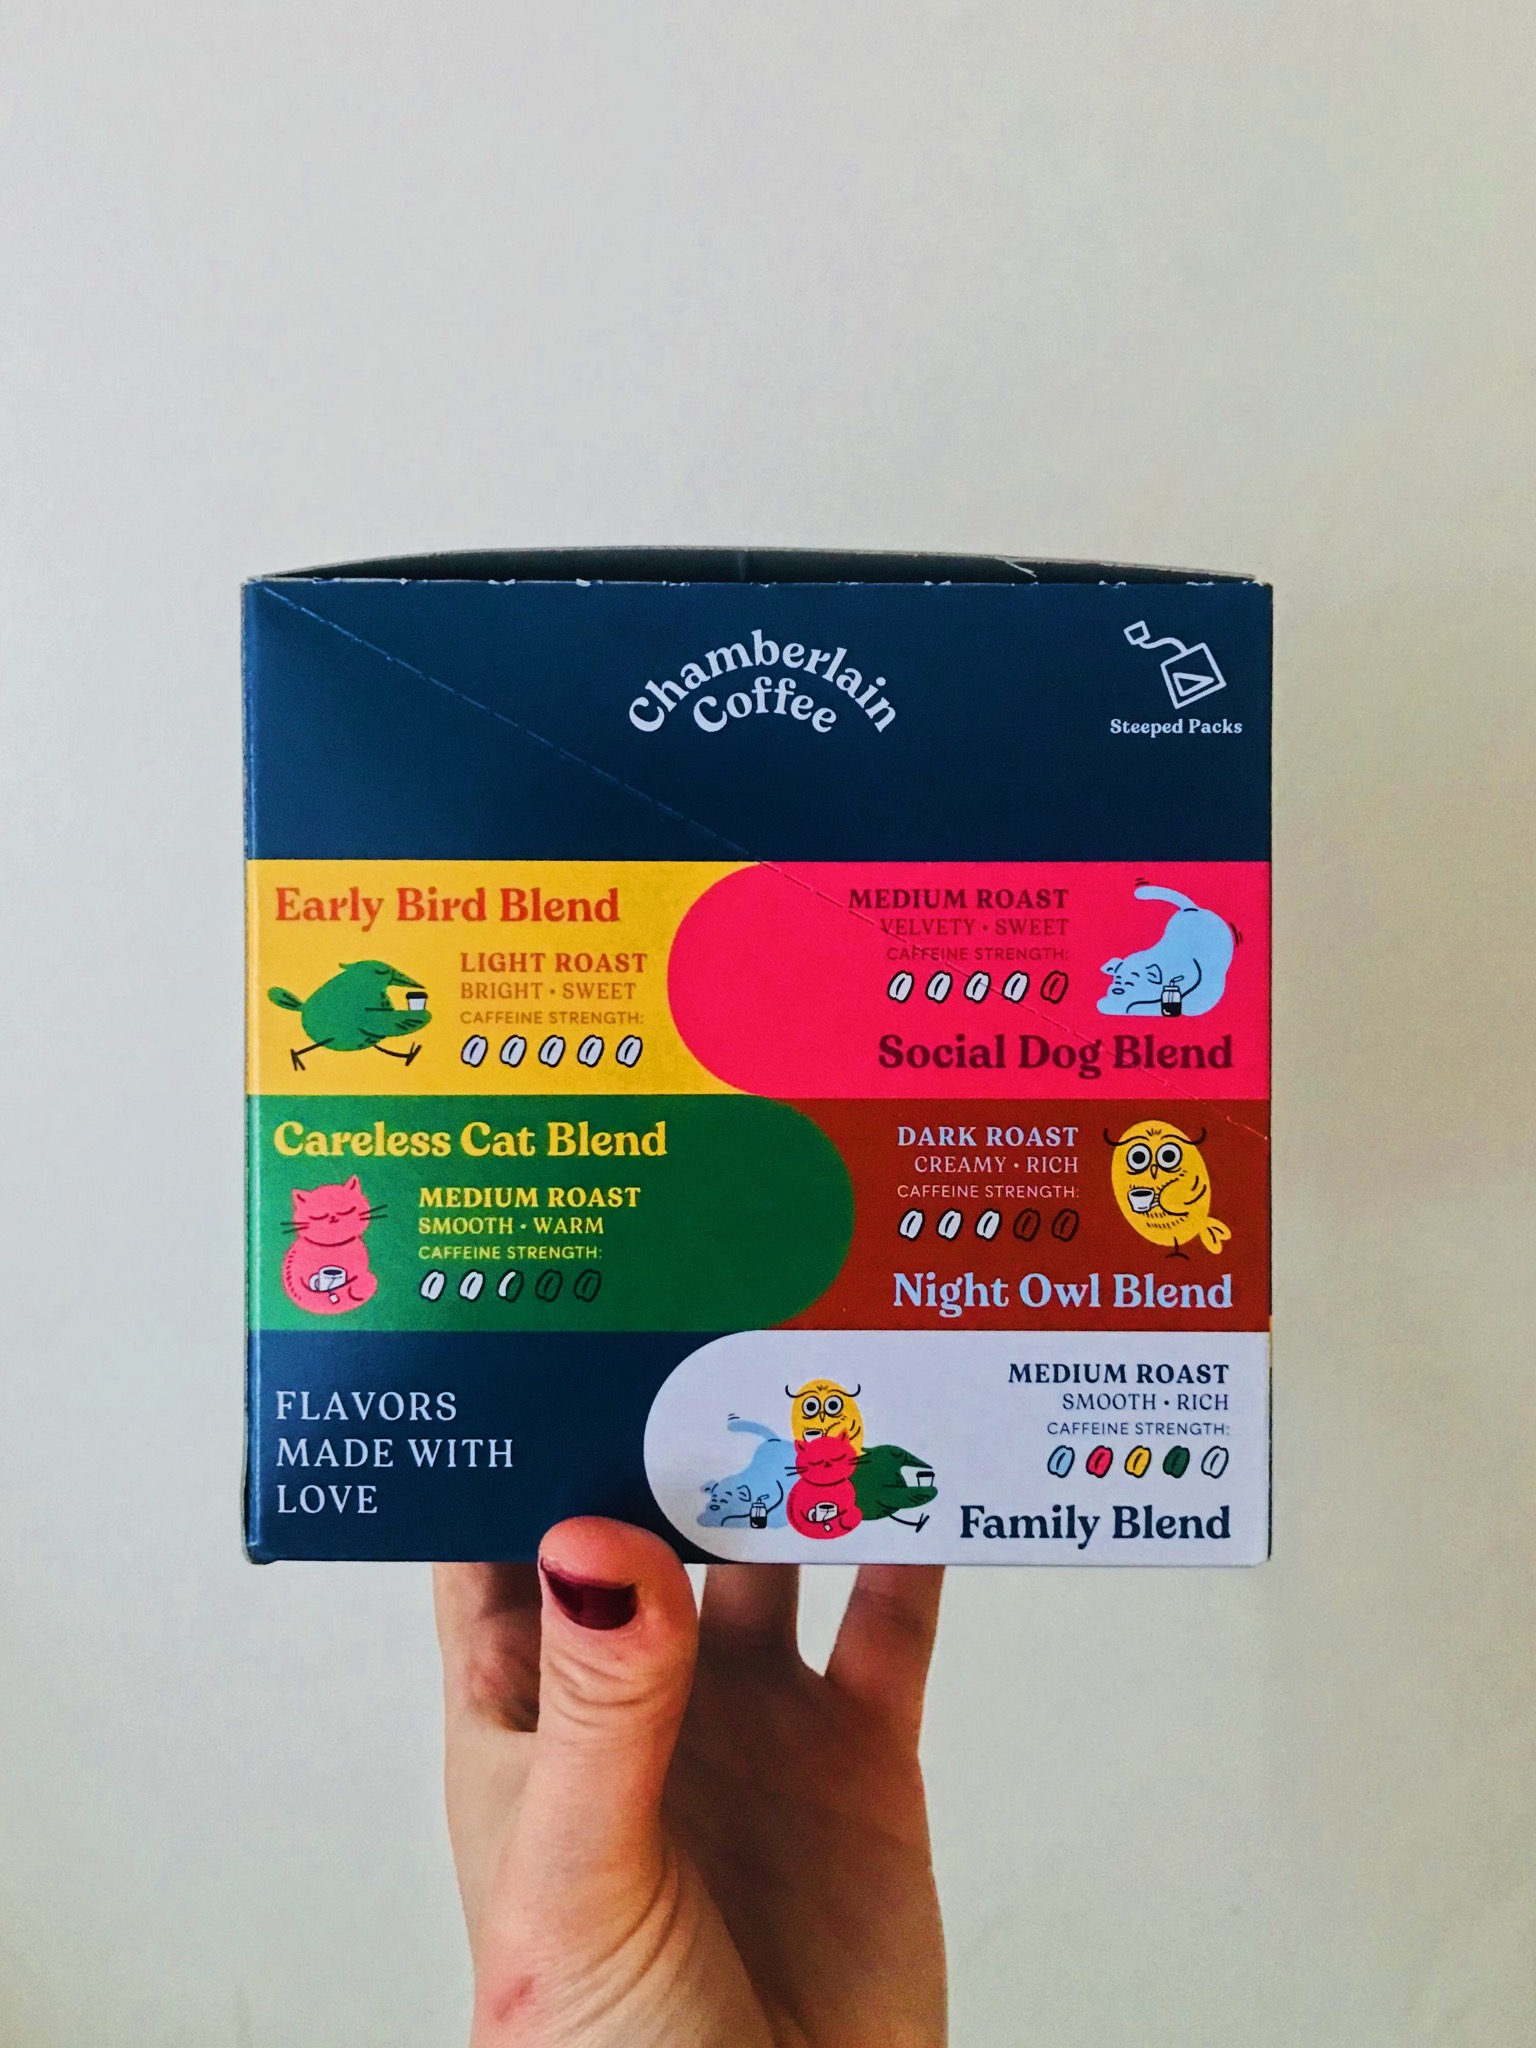 Chamberlain
Coffee
Steeped Packs
Early Bird Blend
LIGHT ROAST
BRIGHT • SWEET
CAFFEINE STRENGTH:
MEDIUM ROAST
VELVETY • SWEET
CAFFEINE STRENGTH:
Social Dog Blend
Careless Cat Blend
MEDIUM ROAST
SMOOTH • WARM
CAFFEINE STRENGTH:
DARK ROAST
CREAMY • RICH
CAFFEINE STRENGTH:
Night Owl Blend
FLAVORS
MADE WITH
LOVE
MEDIUM ROAST
SMOOTH • RICH
CAFFEINE STRENGTH:
Family Blend